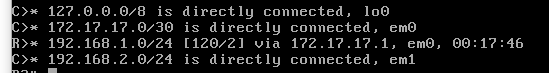 C>* 127.0.0.0/8 is directly connected, lo0
C>* 172.17.17.0/30 is directly connected, em0
R>* 192.168.1.0/24 [120/2] via 172.17.17.1, em0, 00:17:46
C>* 192.168.2.0/24 is directly connected, em1